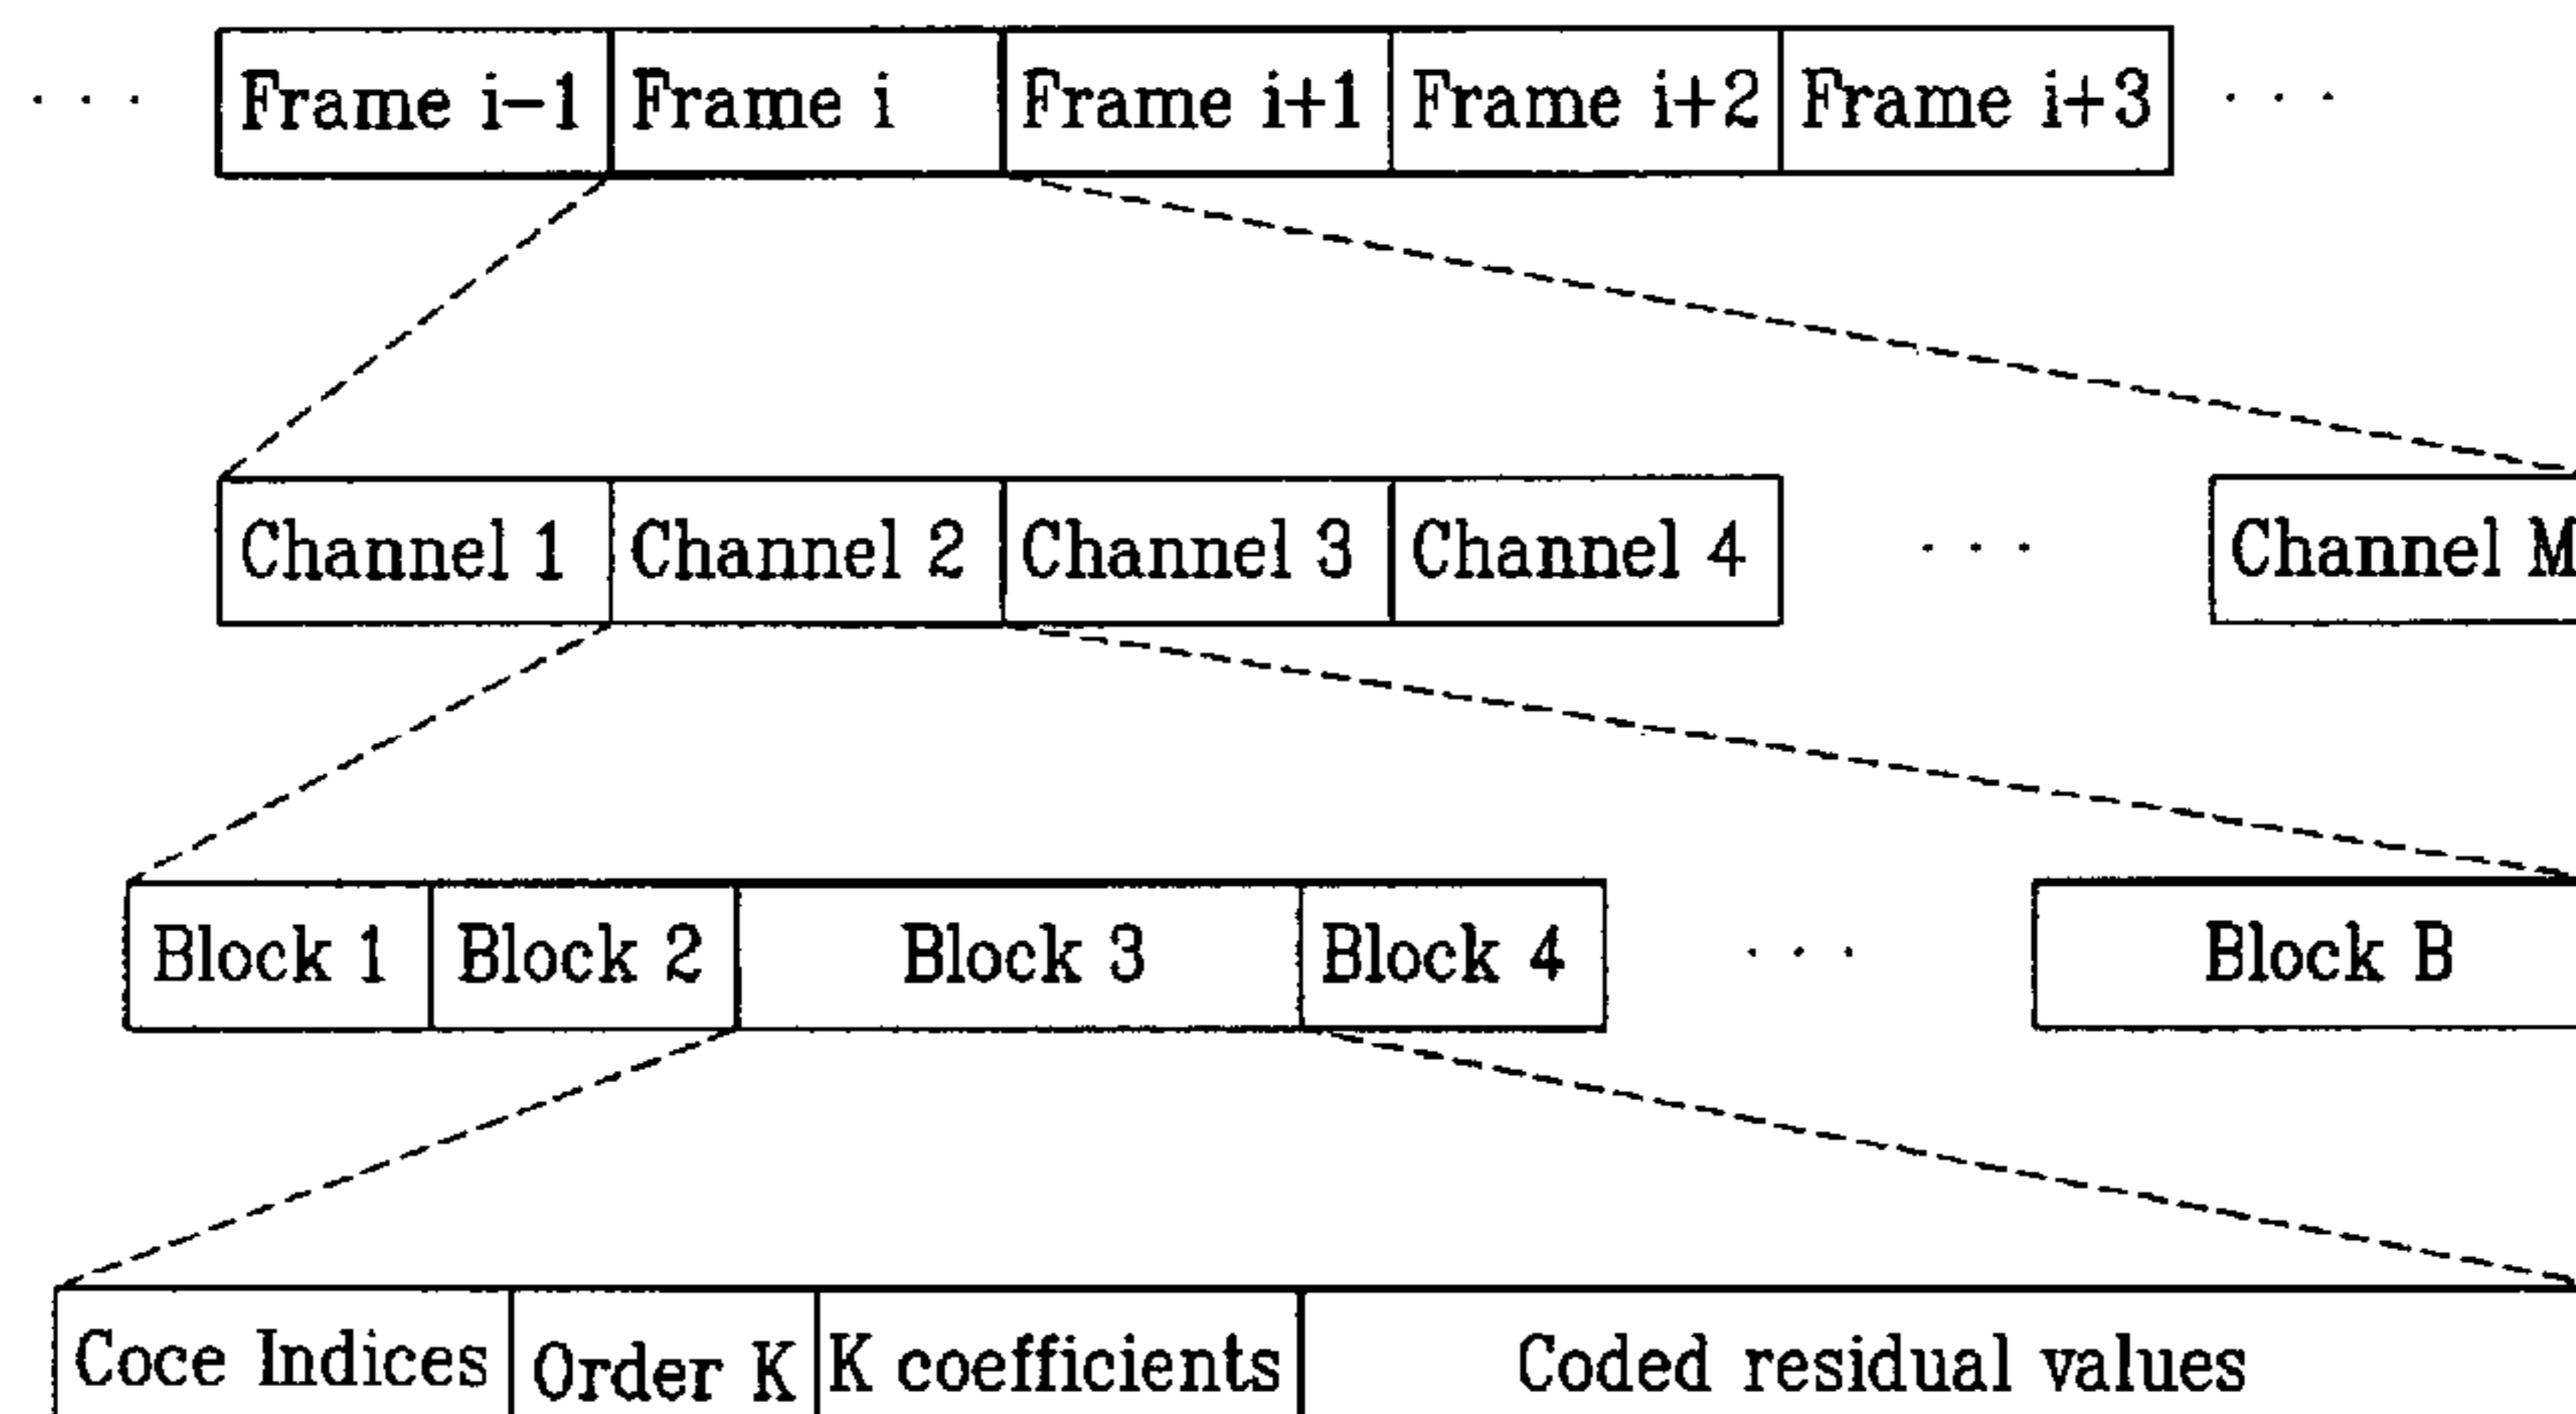 ... Frame i-1 Frame i Frame i+1 Frame i+2 Frame i+3 ...
Channel 1 Channel 2 Channel 3 Channel 4 ... Channel M
Block 1 Block 2 Block 3 Block 4 ... Block B
Coce Indices Order K K coefficients Coded residual values